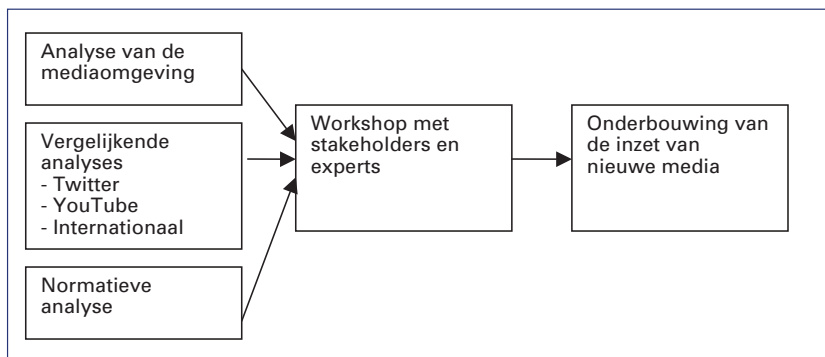 Analyse van de
mediaomgeving
Vergelijkende
analyses
- Twitter
- YouTube
- Internationaal
Normatieve
analyse
Workshop met
stakeholders en
experts
Onderbouwing van
de inzet van
nieuwe media